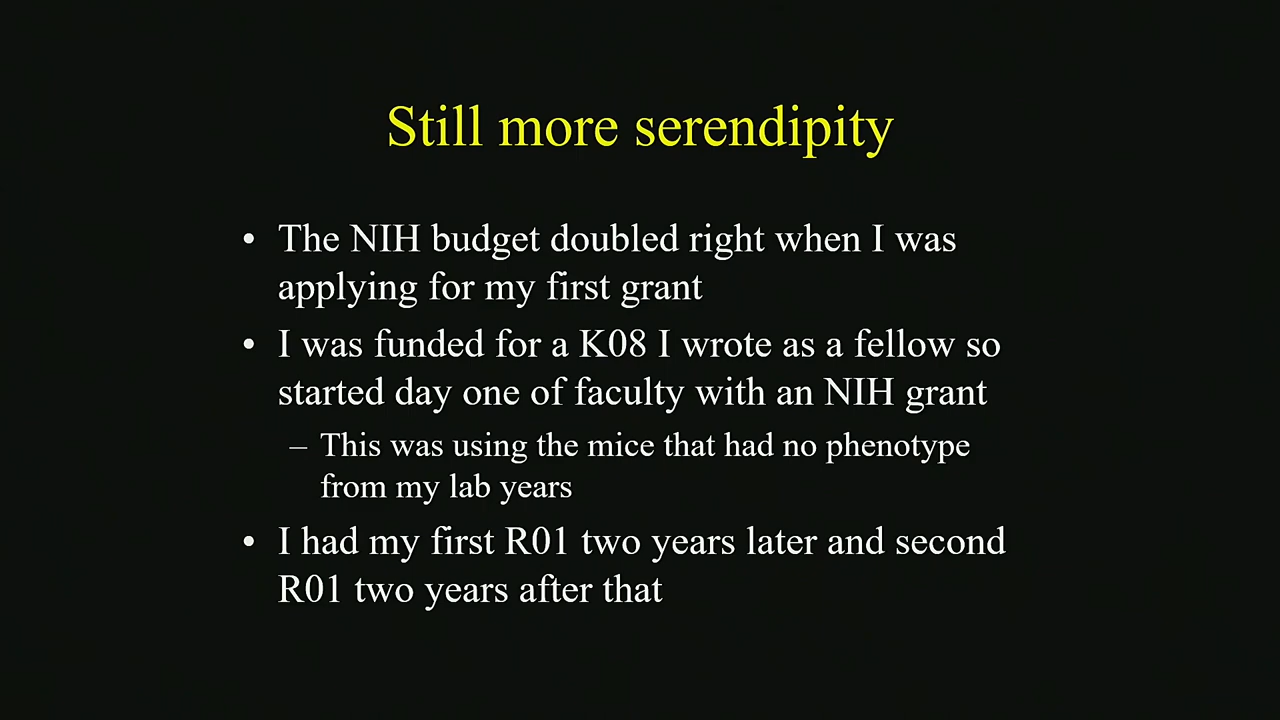 Still more serendipity
• The NIH budget doubled right when I was
applying for my first grant
• I was funded for a K08 I wrote as a fellow so
started day one of faculty with an NIH grant
– This was using the mice that had no phenotype
from my lab years
• I had my first R01 two years later and second
R01 two years after that